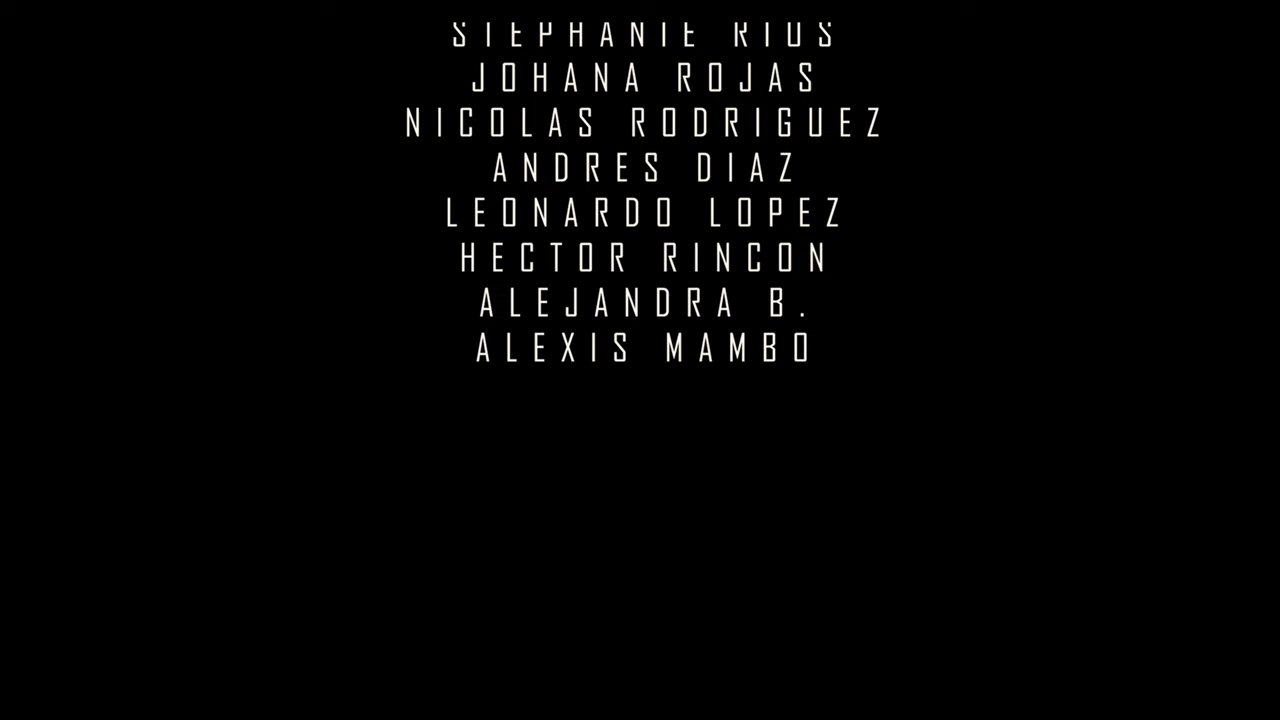 STEPHANIE RIOS
JOHANA ROJAS
NICOLAS RODRIGUEZ
ANDRES DIAZ
LEONARDO LOPEZ
HECTOR RINCON
ALEJANDRA B.
ALEXIS MAMBO